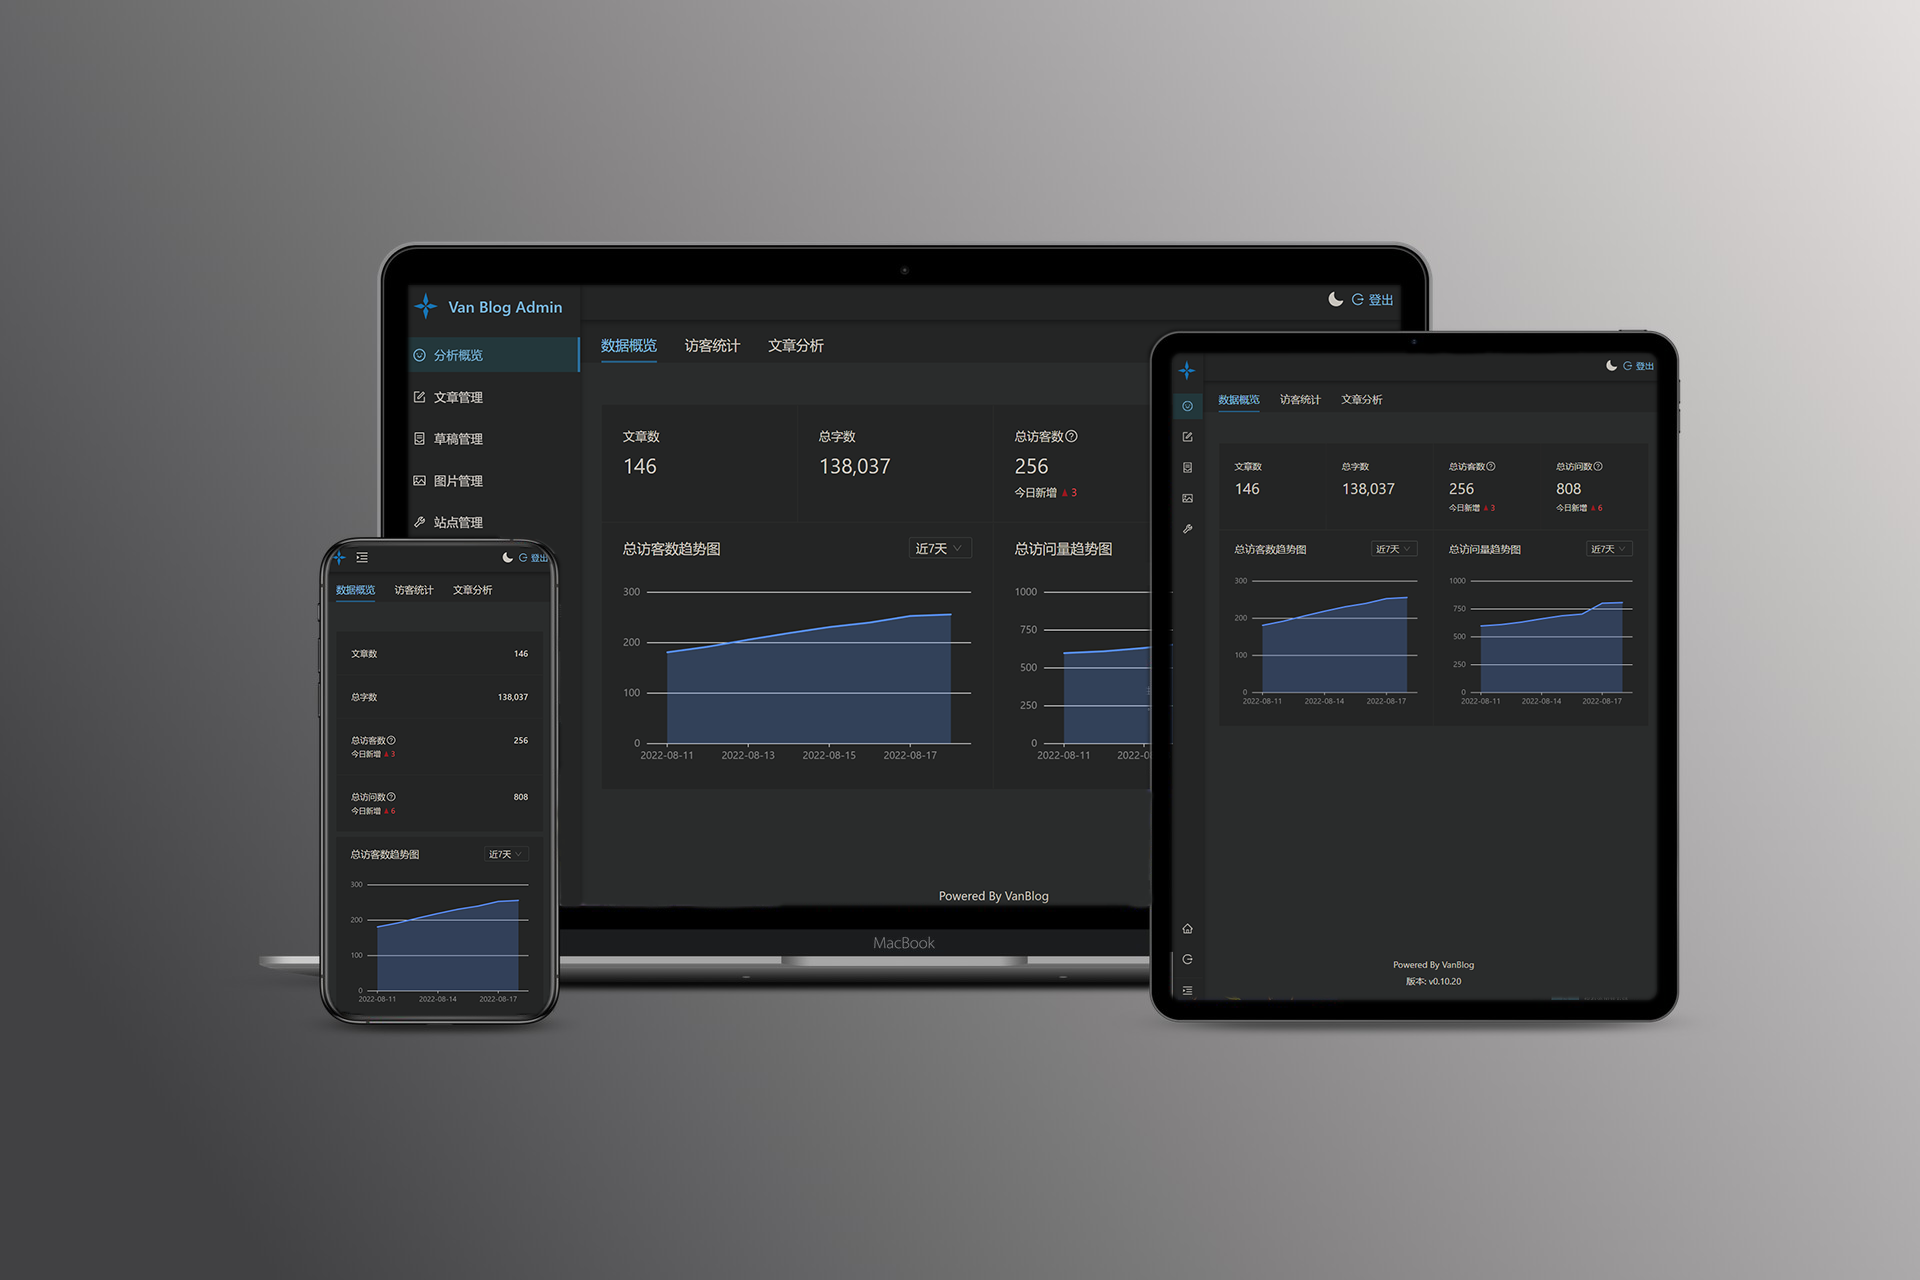 Van Blog Admin
登出
分析概览
文章管理
草稿管理
图片管理
站点管理
数据概览 访客统计 文章分析
文章数 总字数 总访客数
146 138,037 256
今日新增 3
总访客数趋势图 近7天 总访问量趋势图
300
200
100
0
2022-08-11 2022-08-13 2022-08-15 2022-08-17
1000
750
500
250
0
2022-08-11
Powered By VanBlog
MacBook
登出
数据概览 访客统计 文章分析
文章数 146
总字数 138,037
总访客数 256
今日新增 3
总访问数 808
今日新增 6
总访客数趋势图 近7天
300
200
100
0
2022-08-11 2022-08-14 2022-08-17
登出
数据概览 访客统计 文章分析
文章数 总字数 总访客数 总访问数
146 138,037 256 808
今日新增 3 今日新增 6
总访客数趋势图 近7天 总访问量趋势图 近7天
300
200
100
0
2022-08-11 2022-08-14 2022-08-17
1000
750
500
250
0
2022-08-11 2022-08-14 2022-08-17
Powered By VanBlog
版本: v0.10.20